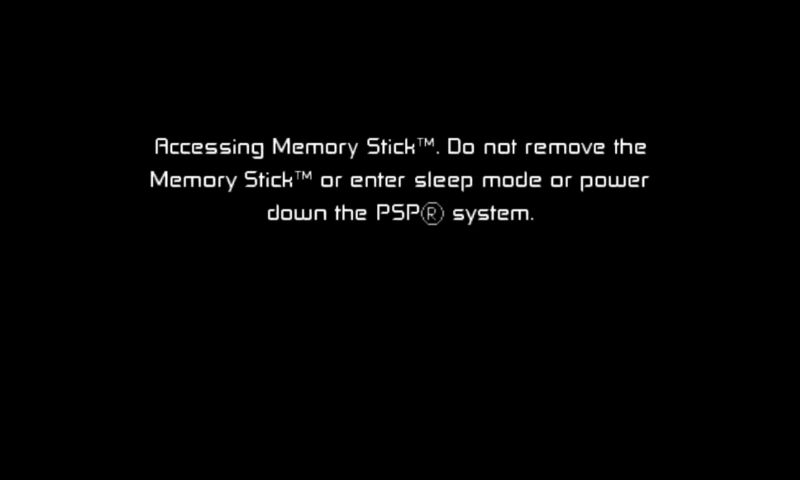 Accessing Memory Stick™. Do not remove the
Memory Stick™ or enter sleep mode or power
down the PSP® system.